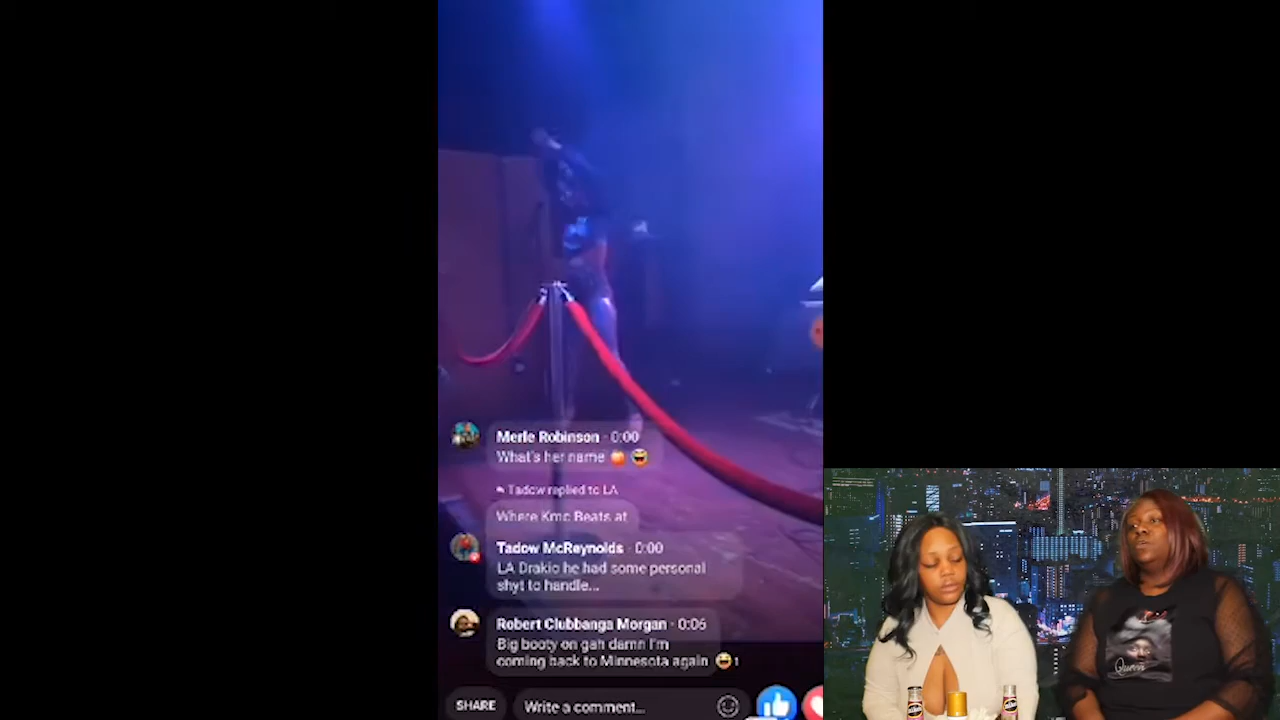 Merle Robinson · 0:00
What's her name 🍑 😂
Tadow replied to LA
Where Kmc Beats at
Tadow McReynolds · 0:00
LA Drakio he had some personal
shyt to handle...
Robert Clubbanga Morgan · 0:06
Big booty on gah damn I'm
coming back to Minnesota again 😂 1
SHARE
Write a comment...
Queen